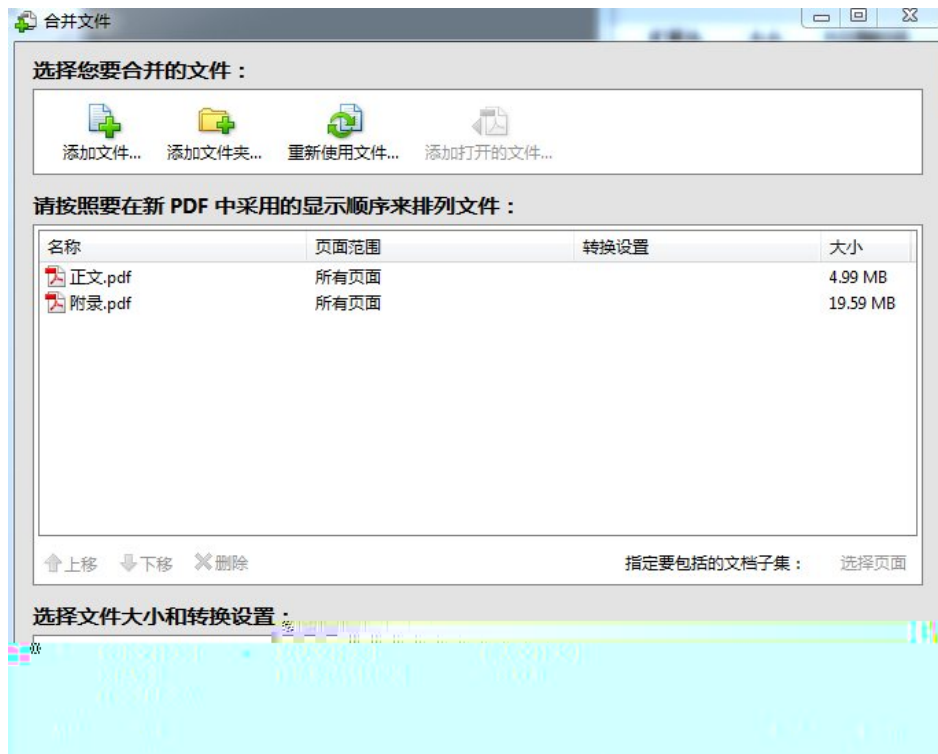 合并文件
选择您要合并的文件：
添加文件... 添加文件夹... 重新使用文件... 添加打开的文件...
请按照要在新 PDF 中采用的显示顺序来排列文件：
名称 页面范围 转换设置 大小
正文.pdf 所有页面 4.99 MB
附录.pdf 所有页面 19.59 MB
上移 下移 删除 指定要包括的文档子集： 选择页面
选择文件大小和转换设置：